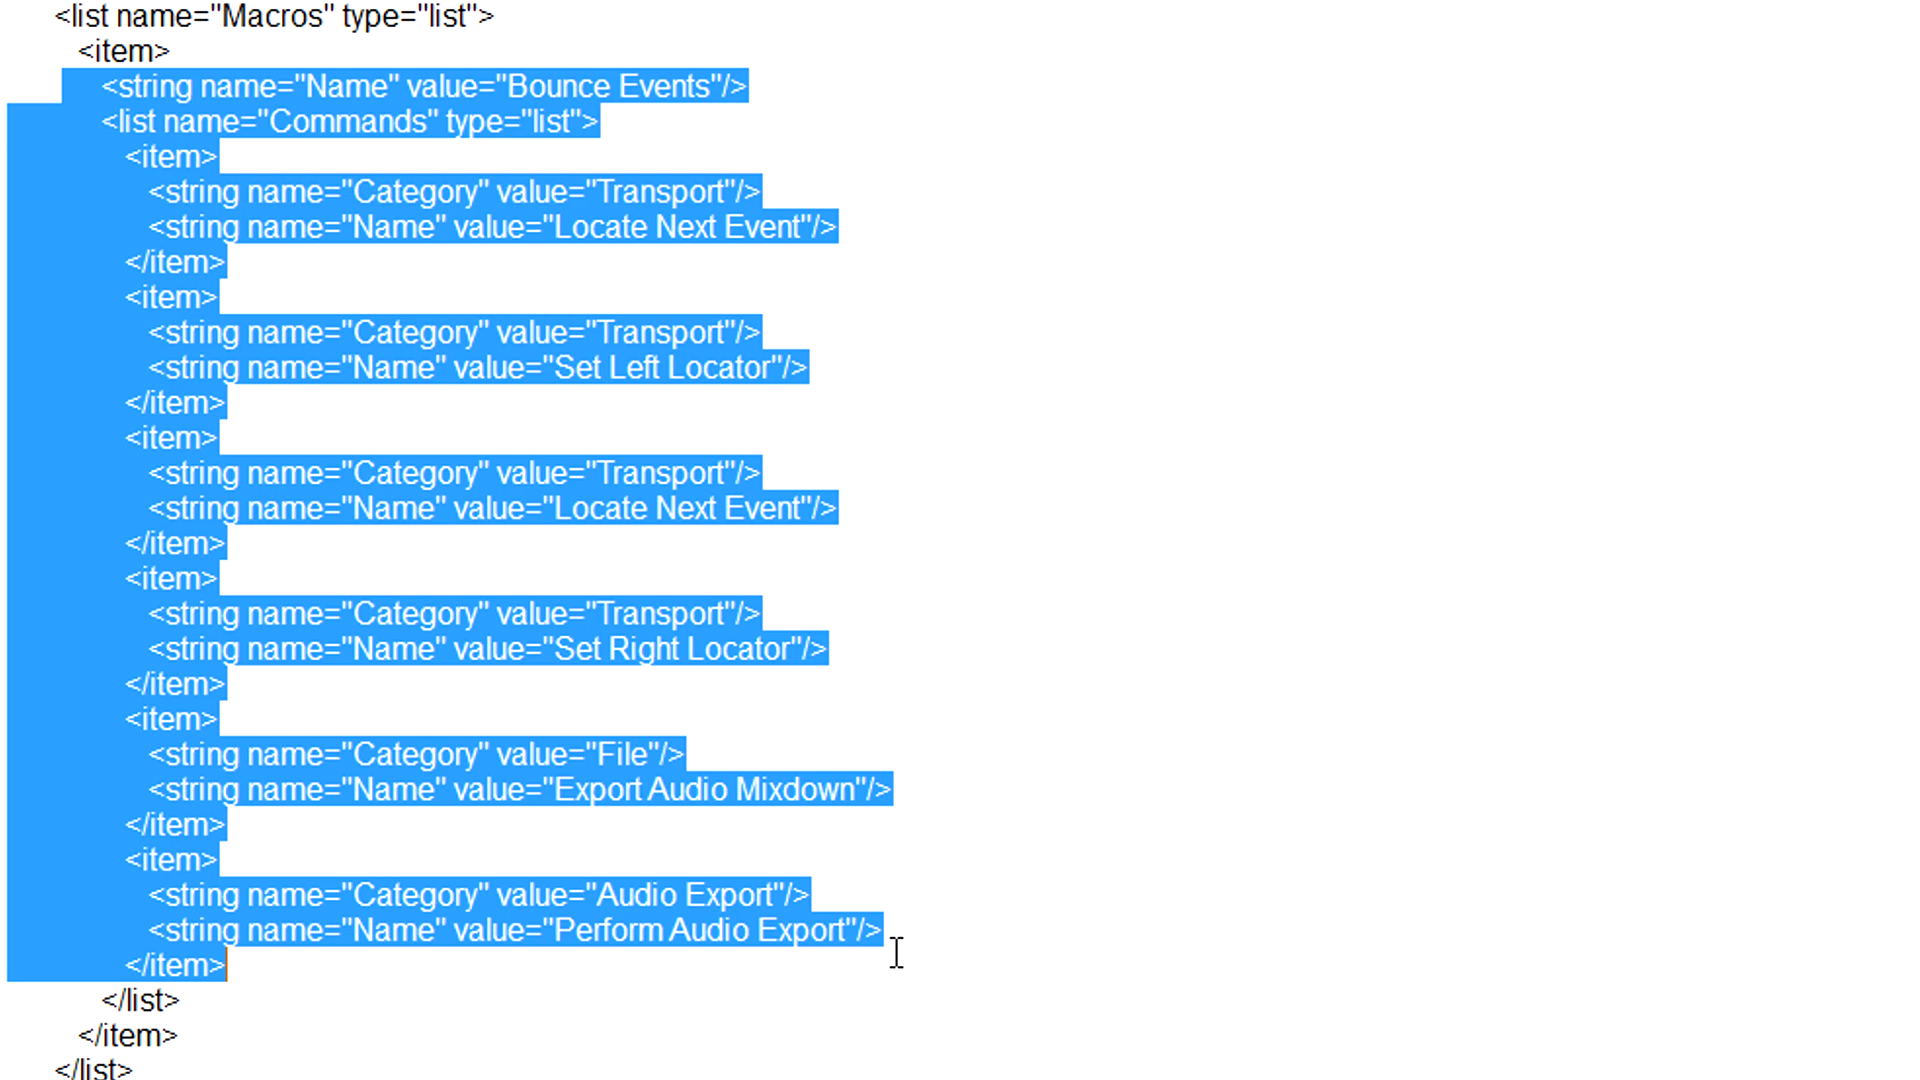 <list name="Macros" type="list">
<item>
<string name="Name" value="Bounce Events"/>
<list name="Commands" type="list">
<item>
<string name="Category" value="Transport"/>
<string name="Name" value="Locate Next Event"/>
</item>
<item>
<string name="Category" value="Transport"/>
<string name="Name" value="Set Left Locator"/>
</item>
<item>
<string name="Category" value="Transport"/>
<string name="Name" value="Locate Next Event"/>
</item>
<item>
<string name="Category" value="Transport"/>
<string name="Name" value="Set Right Locator"/>
</item>
<item>
<string name="Category" value="File"/>
<string name="Name" value="Export Audio Mixdown"/>
</item>
<item>
<string name="Category" value="Audio Export"/>
<string name="Name" value="Perform Audio Export"/>
</item>
</list>
</item>
</list>